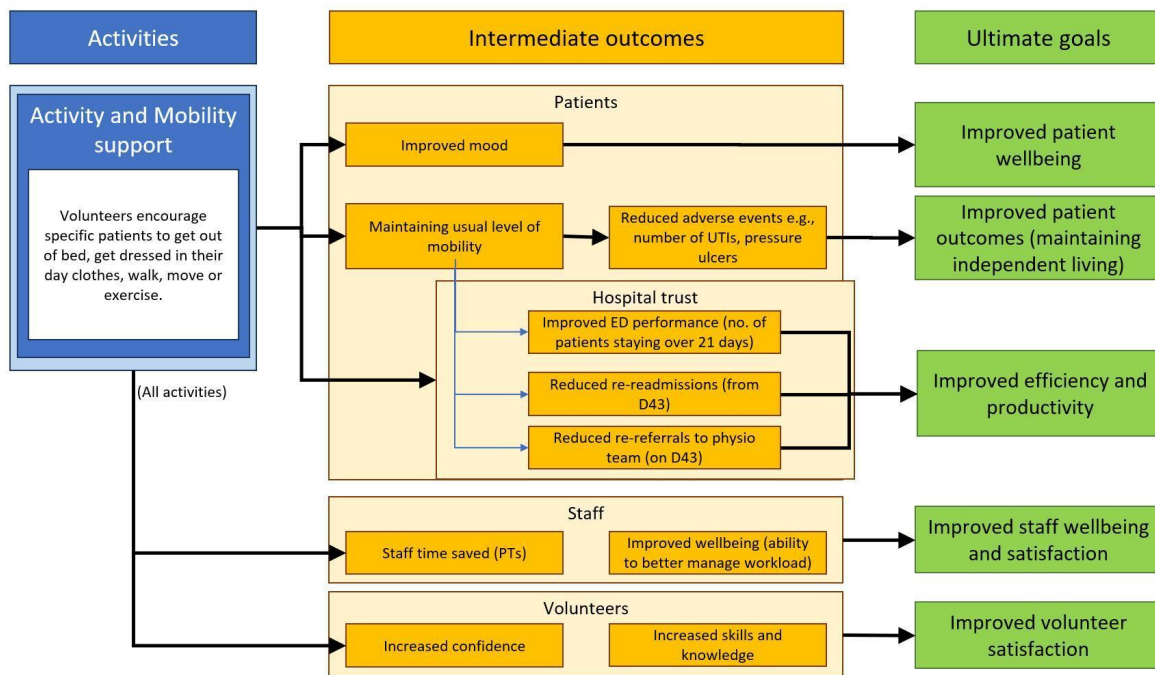 Activities
Intermediate outcomes
Ultimate goals
Activity and Mobility
support
Volunteers encourage
specific patients to get out
of bed, get dressed in their
day clothes, walk, move or
exercise.
(All activities)
Patients
Improved mood
Maintaining usual level of
mobility
Reduced adverse events e.g.,
number of UTIs, pressure
ulcers
Hospital trust
Improved ED performance (no. of
patients staying over 21 days)
Reduced re-readmissions (from
D43)
Reduced re-referrals to physio
team (on D43)
Staff
Staff time saved (PTs)
Improved wellbeing (ability
to better manage workload)
Volunteers
Increased confidence
Increased skills and
knowledge
Improved patient
wellbeing
Improved patient
outcomes (maintaining
independent living)
Improved efficiency and
productivity
Improved staff wellbeing
and satisfaction
Improved volunteer
satisfaction